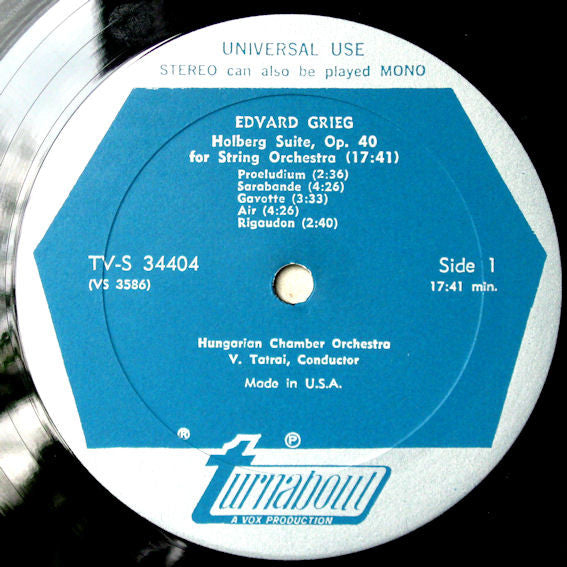 UNIVERSAL USE
STEREO can also be played MONO
EDVARD GRIEG
Holberg Suite, Op. 40
for String Orchestra (17:41)
Proeludium (2:36)
Sarabande (4:26)
Gavotte (3:33)
Air (4:26)
Rigaudon (2:40)
TV-S 34404
(VS 3586)
Side 1
17:41 min.
Hungarian Chamber Orchestra
V. Tatrai, Conductor
Made in U.S.A.
® ℗
turnabout
A VOX PRODUCTION